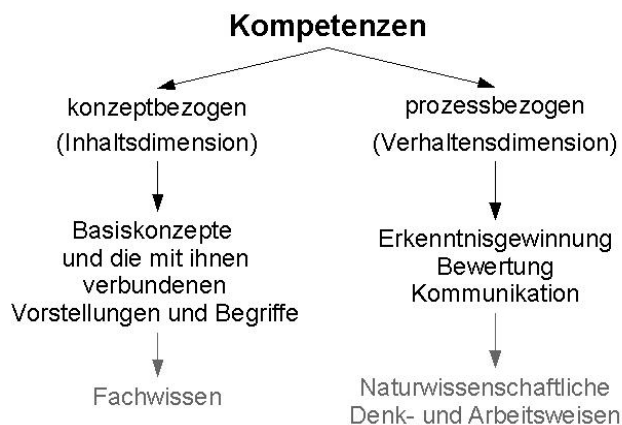 Kompetenzen
konzeptbezogen
(Inhaltsdimension)
Basiskonzepte
und die mit ihnen
verbundenen
Vorstellungen und Begriffe
Fachwissen
prozessbezogen
(Verhaltensdimension)
Erkenntnisgewinnung
Bewertung
Kommunikation
Naturwissenschaftliche
Denk- und Arbeitsweisen